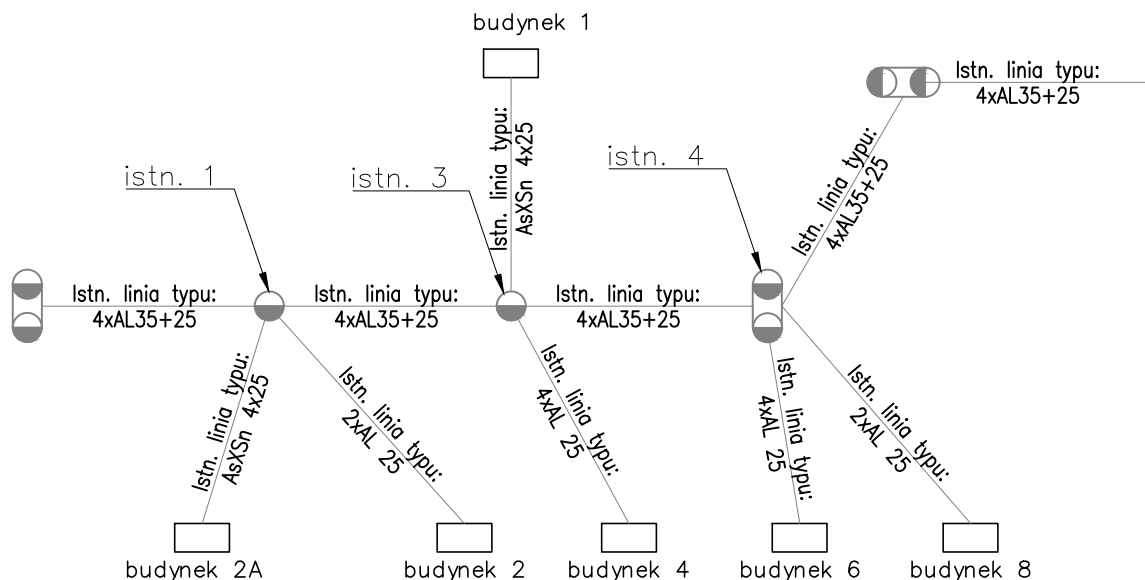 budynek 1
Istn. linia typu:
4xAL35+25
istn. 1
istn. 3
istn. 4
Istn. linia typu:
AsXSn 4x25
Istn. linia typu:
4xAL35+25
Istn. linia typu:
4xAL35+25
Istn. linia typu:
4xAL35+25
Istn. linia typu:
4xAL35+25
Istn. linia typu:
AsXSn 4x25
Istn. linia typu:
2xAL 25
Istn. linia typu:
4xAL 25
Istn. linia typu:
4xAL 25
Istn. linia typu:
2xAL 25
budynek 2A
budynek 2
budynek 4
budynek 6
budynek 8